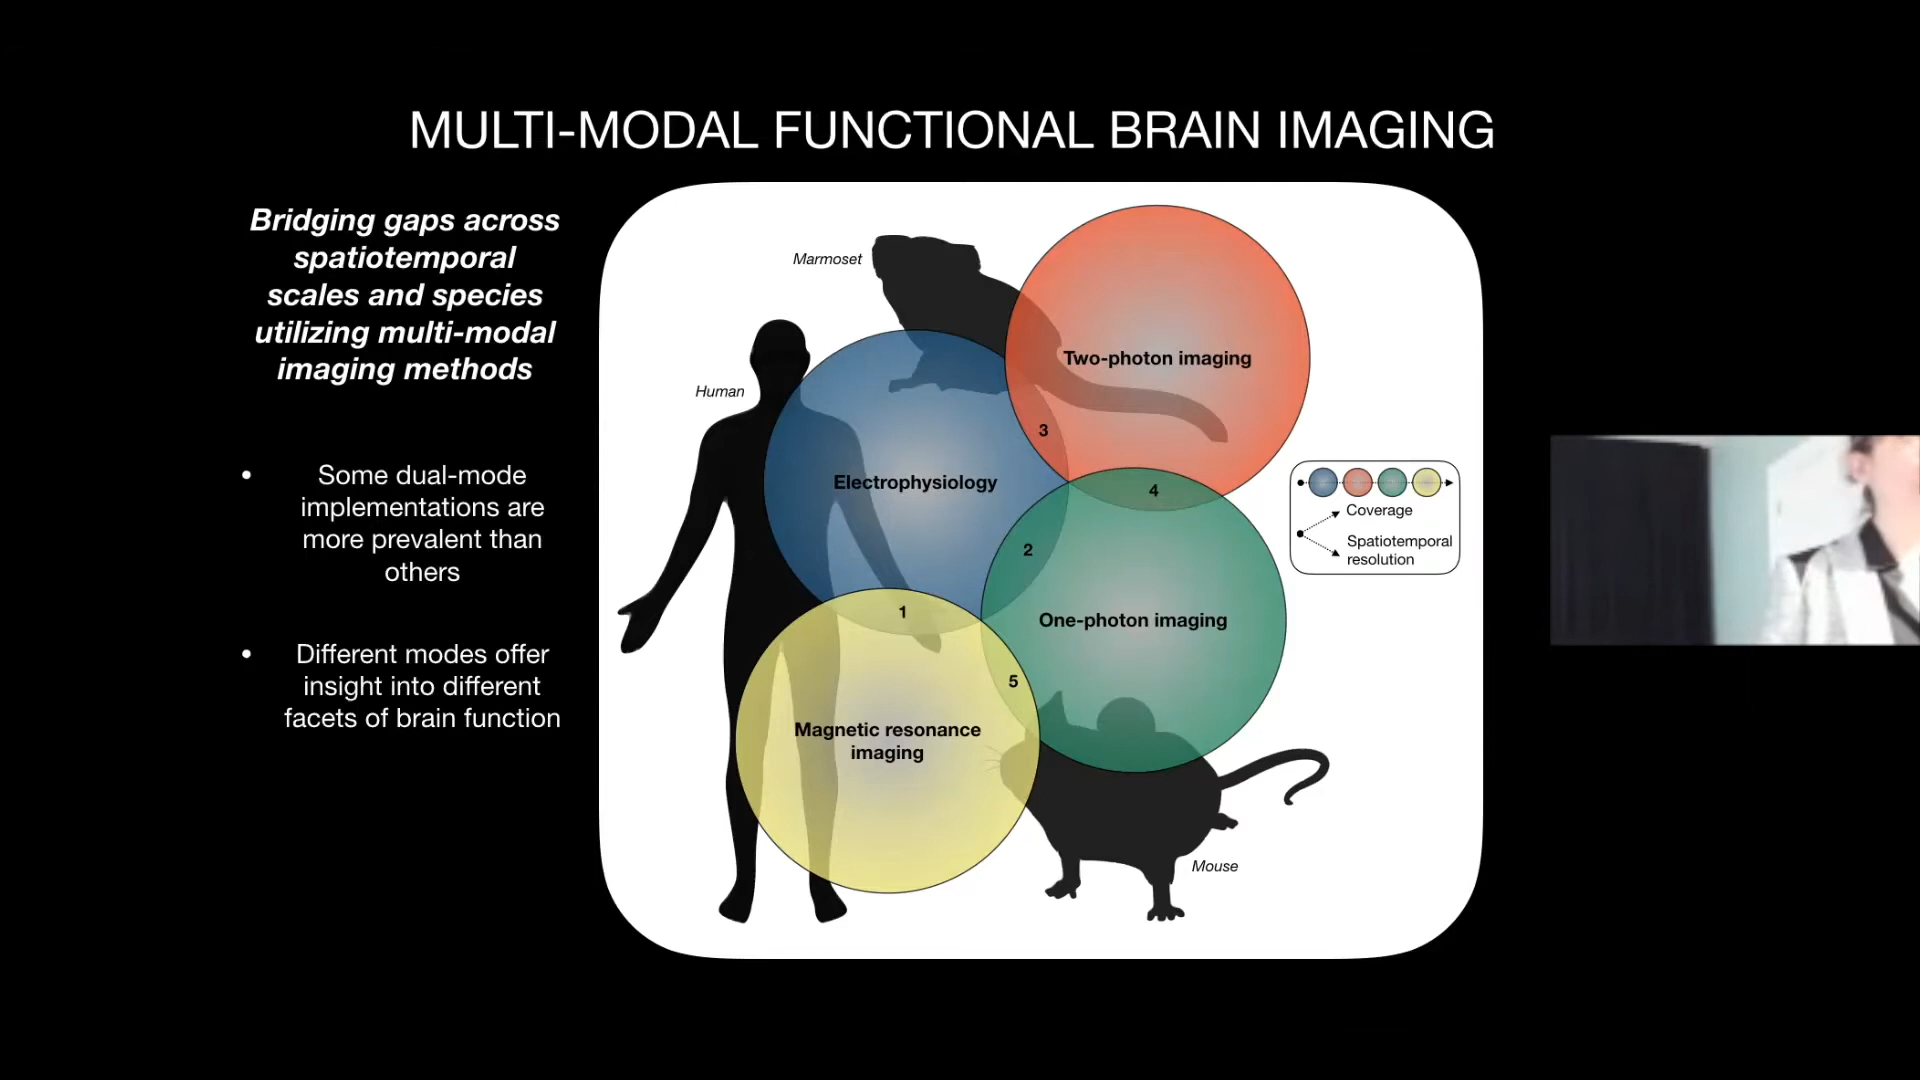 MULTI-MODAL FUNCTIONAL BRAIN IMAGING
Bridging gaps across
spatiotemporal
scales and species
utilizing multi-modal
imaging methods
• Some dual-mode
implementations are
more prevalent than
others
• Different modes offer
insight into different
facets of brain function
Marmoset
Human
Two-photon imaging
3
Electrophysiology
4
2
Coverage
Spatiotemporal
resolution
1
One-photon imaging
5
Magnetic resonance
imaging
Mouse